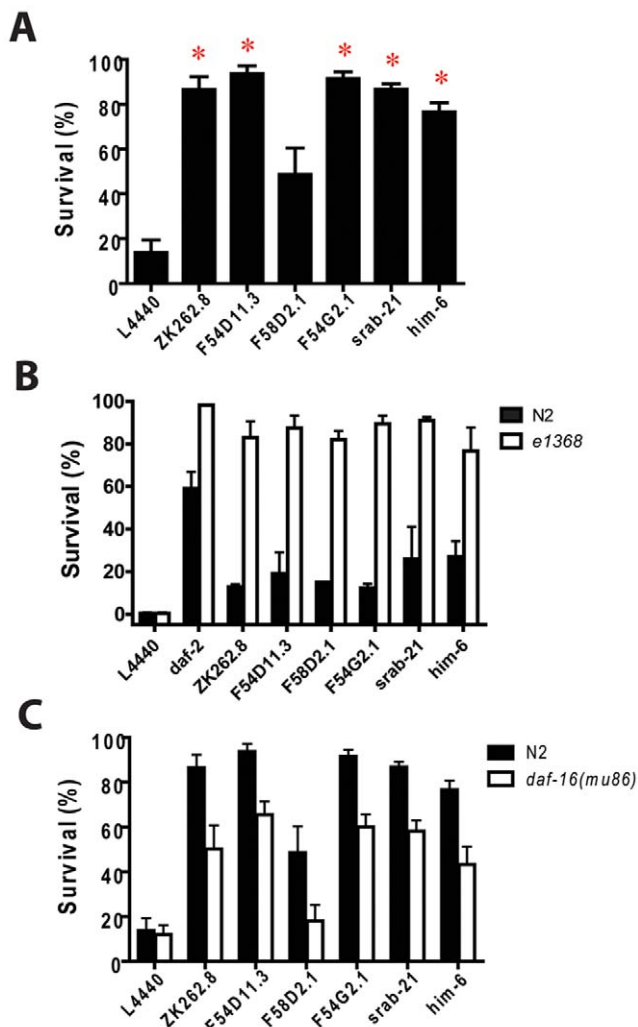 A
* * * * *
Survival (%)
100
80
60
40
20
0
L4440
ZK262.8
F54D11.3
F58D2.1
F54G2.1
srab-21
him-6
B
Survival (%)
100
80
60
40
20
0
N2
e1368
L4440
daf-2
ZK262.8
F54D11.3
F58D2.1
F54G2.1
srab-21
him-6
C
Survival (%)
100
80
60
40
20
0
N2
daf-16(mu86)
L4440
ZK262.8
F54D11.3
F58D2.1
F54G2.1
srab-21
him-6